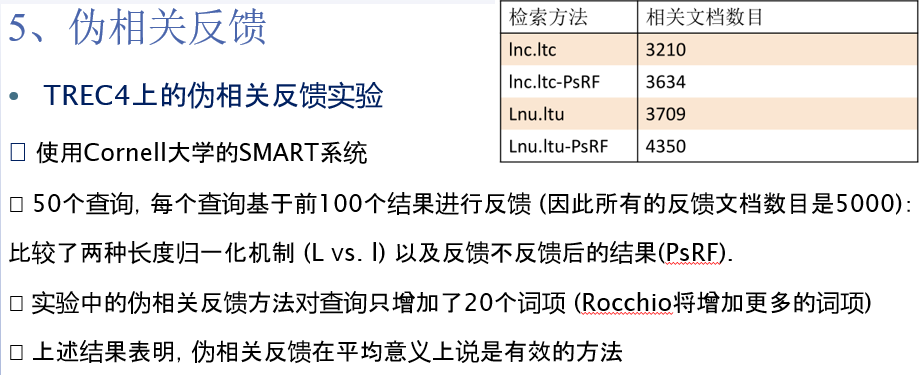 5、伪相关反馈
检索方法 相关文档数目
lnc.ltc 3210
lnc.ltc-PsRF 3634
Lnu.ltu 3709
Lnu.ltu-PsRF 4350
• TREC4上的伪相关反馈实验
□ 使用Cornell大学的SMART系统
□ 50个查询, 每个查询基于前100个结果进行反馈 (因此所有的反馈文档数目是5000):
比较了两种长度归一化机制 (L vs. l) 以及反馈不反馈后的结果(PsRF).
□ 实验中的伪相关反馈方法对查询只增加了20个词项 (Rocchio将增加更多的词项)
□ 上述结果表明, 伪相关反馈在平均意义上说是有效的方法